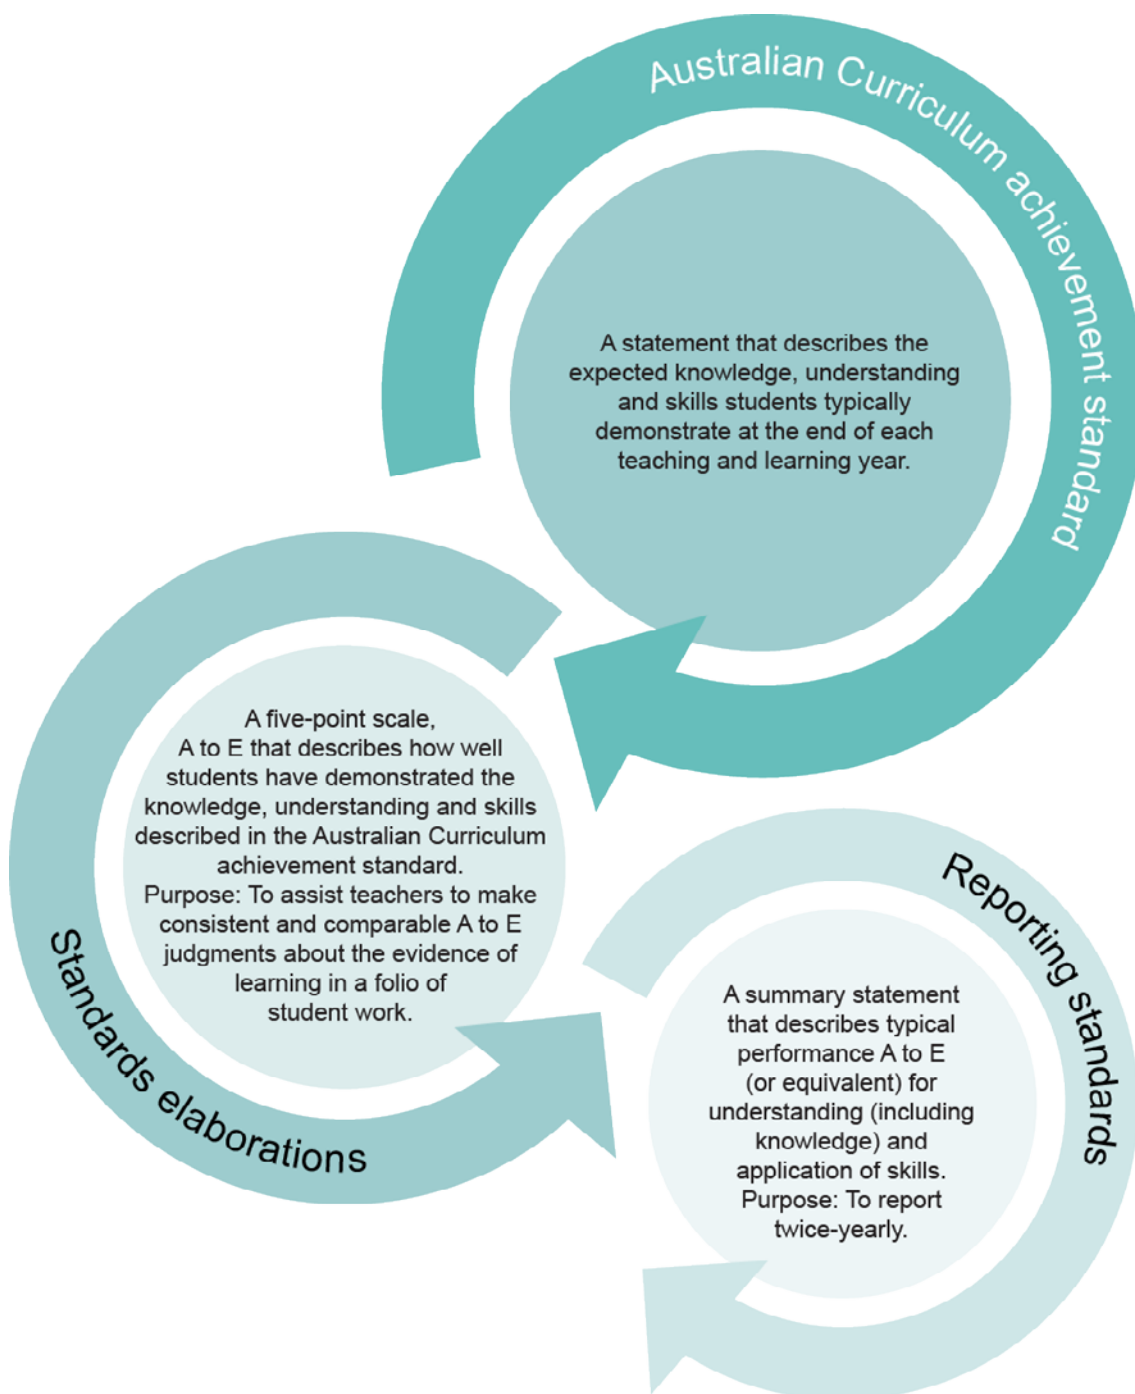 Australian Curriculum achievement standard
A statement that describes the
expected knowledge, understanding
and skills students typically
demonstrate at the end of each
teaching and learning year.
A five-point scale,
A to E that describes how well
students have demonstrated the
knowledge, understanding and skills
described in the Australian Curriculum
achievement standard.
Purpose: To assist teachers to make
consistent and comparable A to E
judgments about the evidence of
learning in a folio of
student work.
Standards elaborations
Reporting standards
A summary statement
that describes typical
performance A to E
(or equivalent) for
understanding (including
knowledge) and
application of skills.
Purpose: To report
twice-yearly.